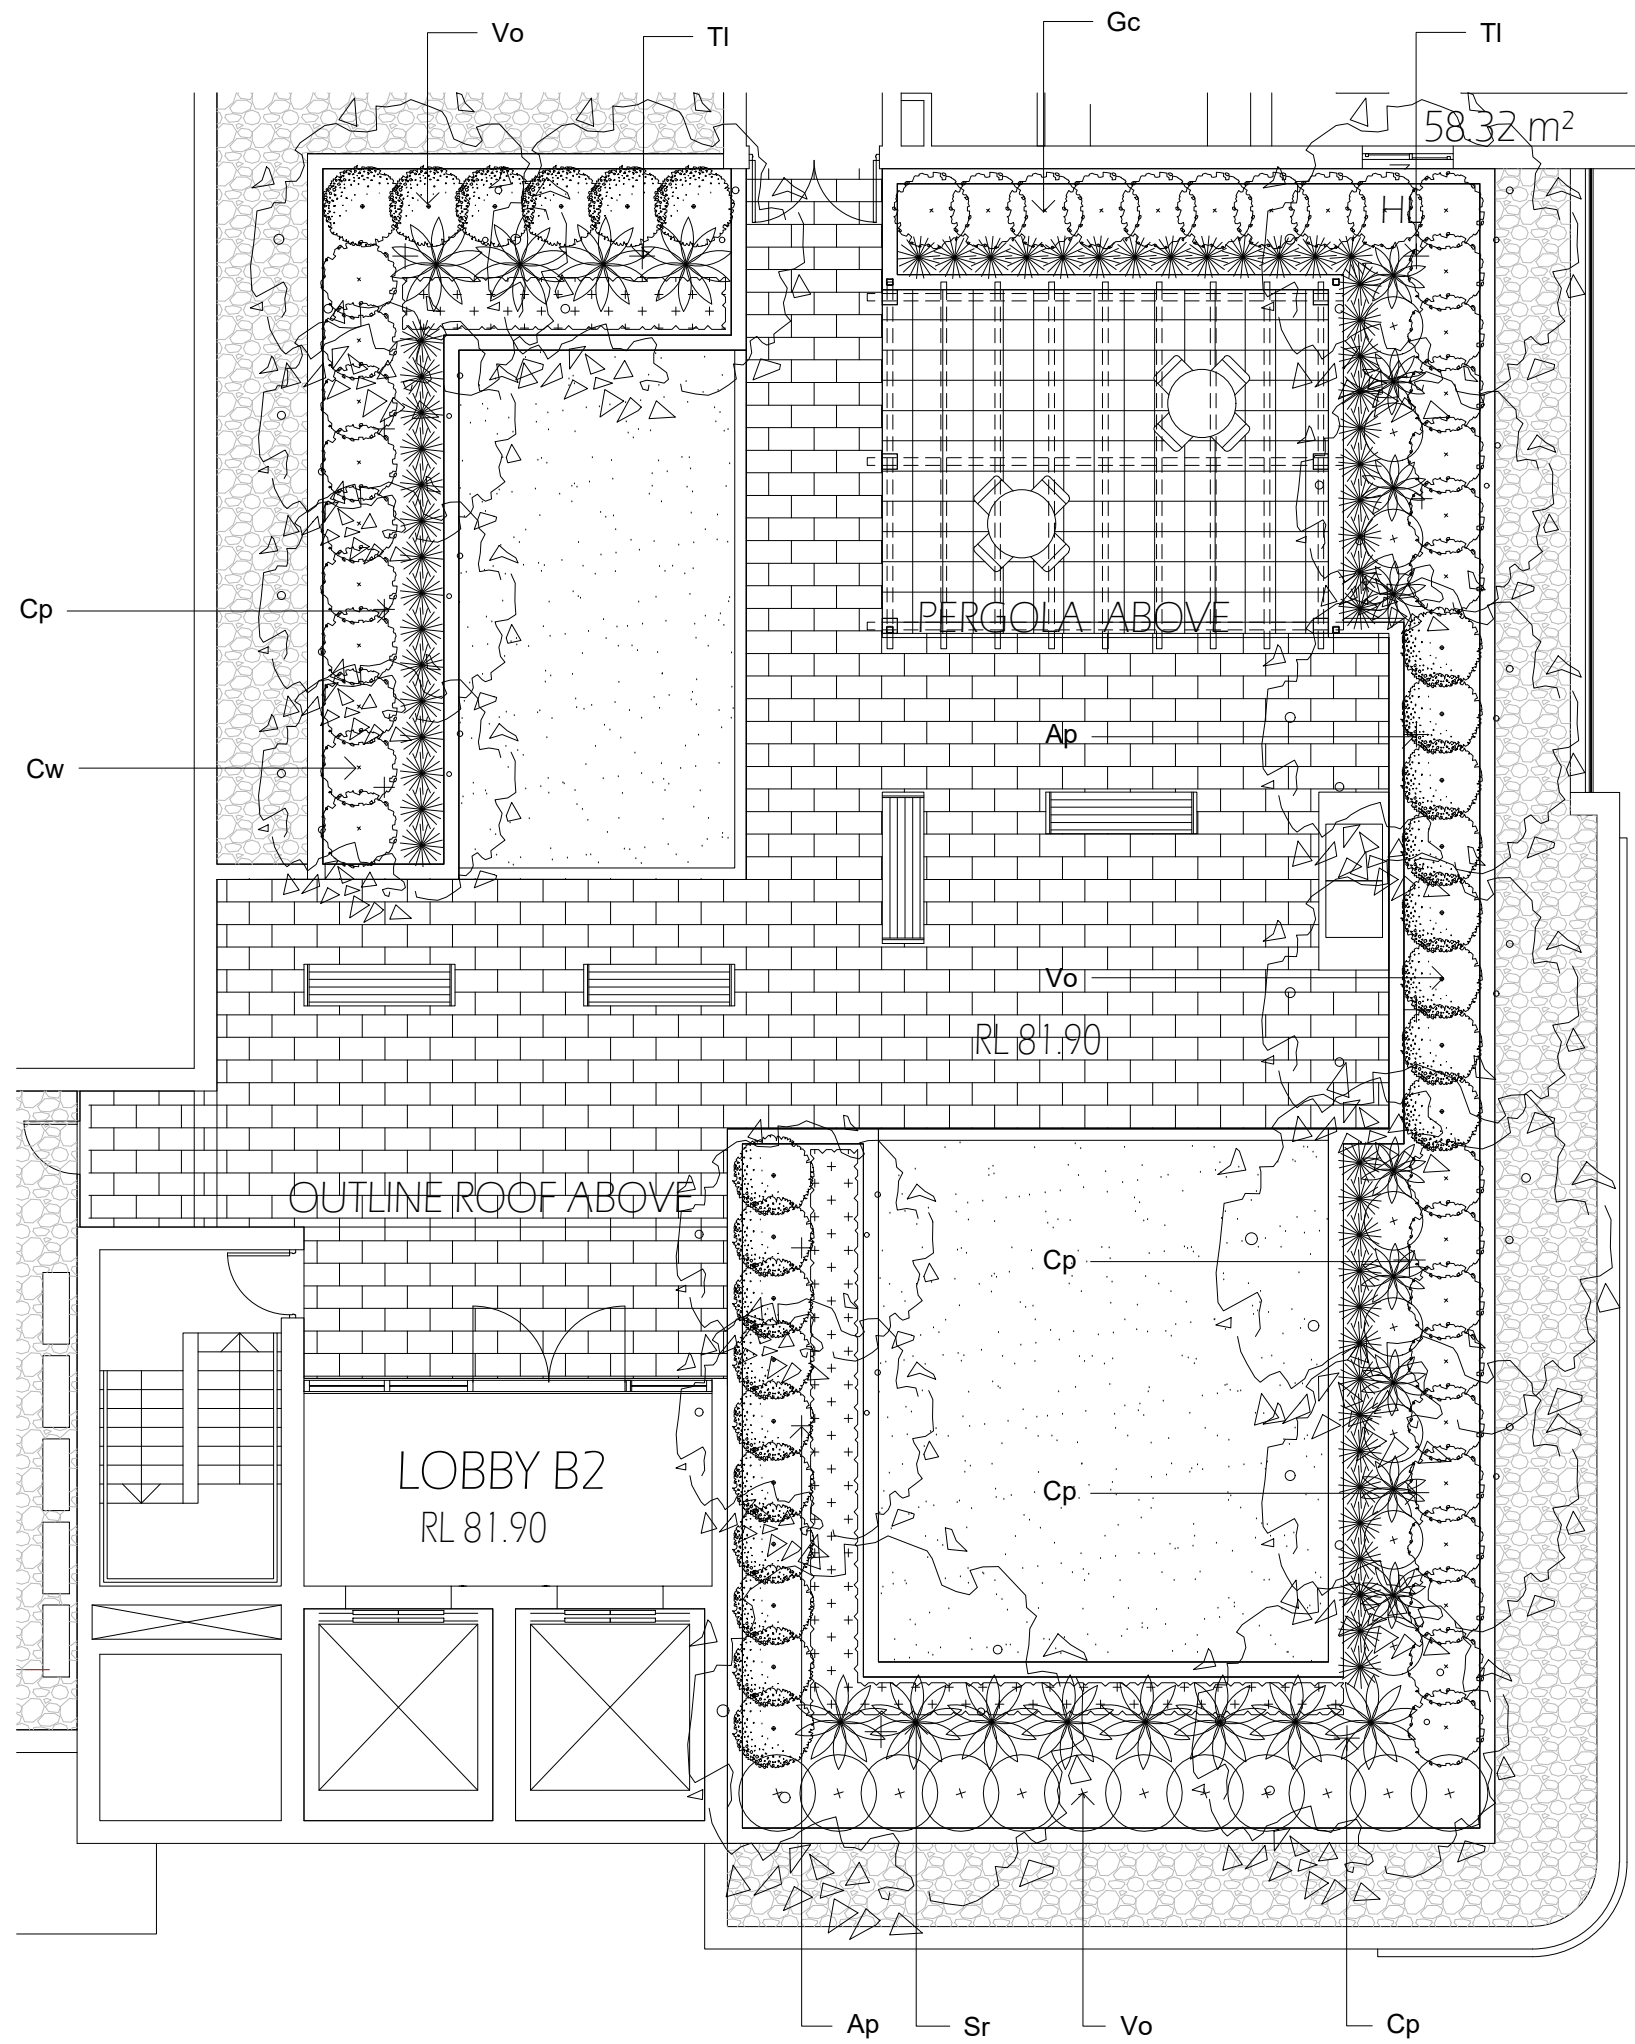 Vo
Tl
Gc
Tl
58.32 m²
Cp
PERGOLA ABOVE
Ap
Cw
Vo
RL 81.90
OUTLINE ROOF ABOVE
Cp
LOBBY B2
RL 81.90
Cp
Ap
Sr
Vo
Cp